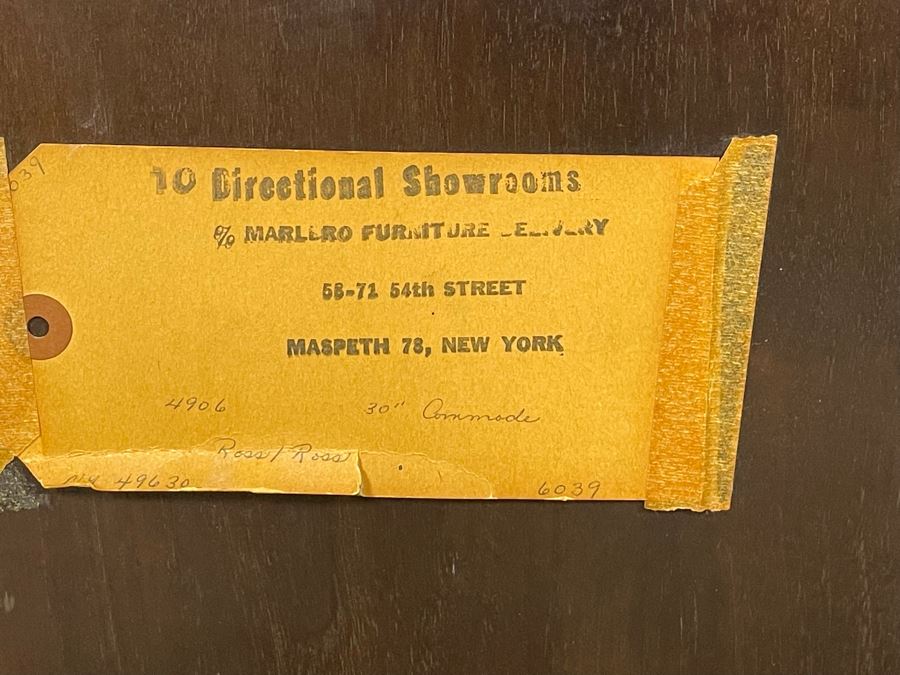 TO Directional Showrooms
% MARLBRO FURNITURE DELIVERY
58-71 54th STREET
MASPETH 78, NEW YORK
4906 30" Commode
Ross / Ross
NY 49630 6039